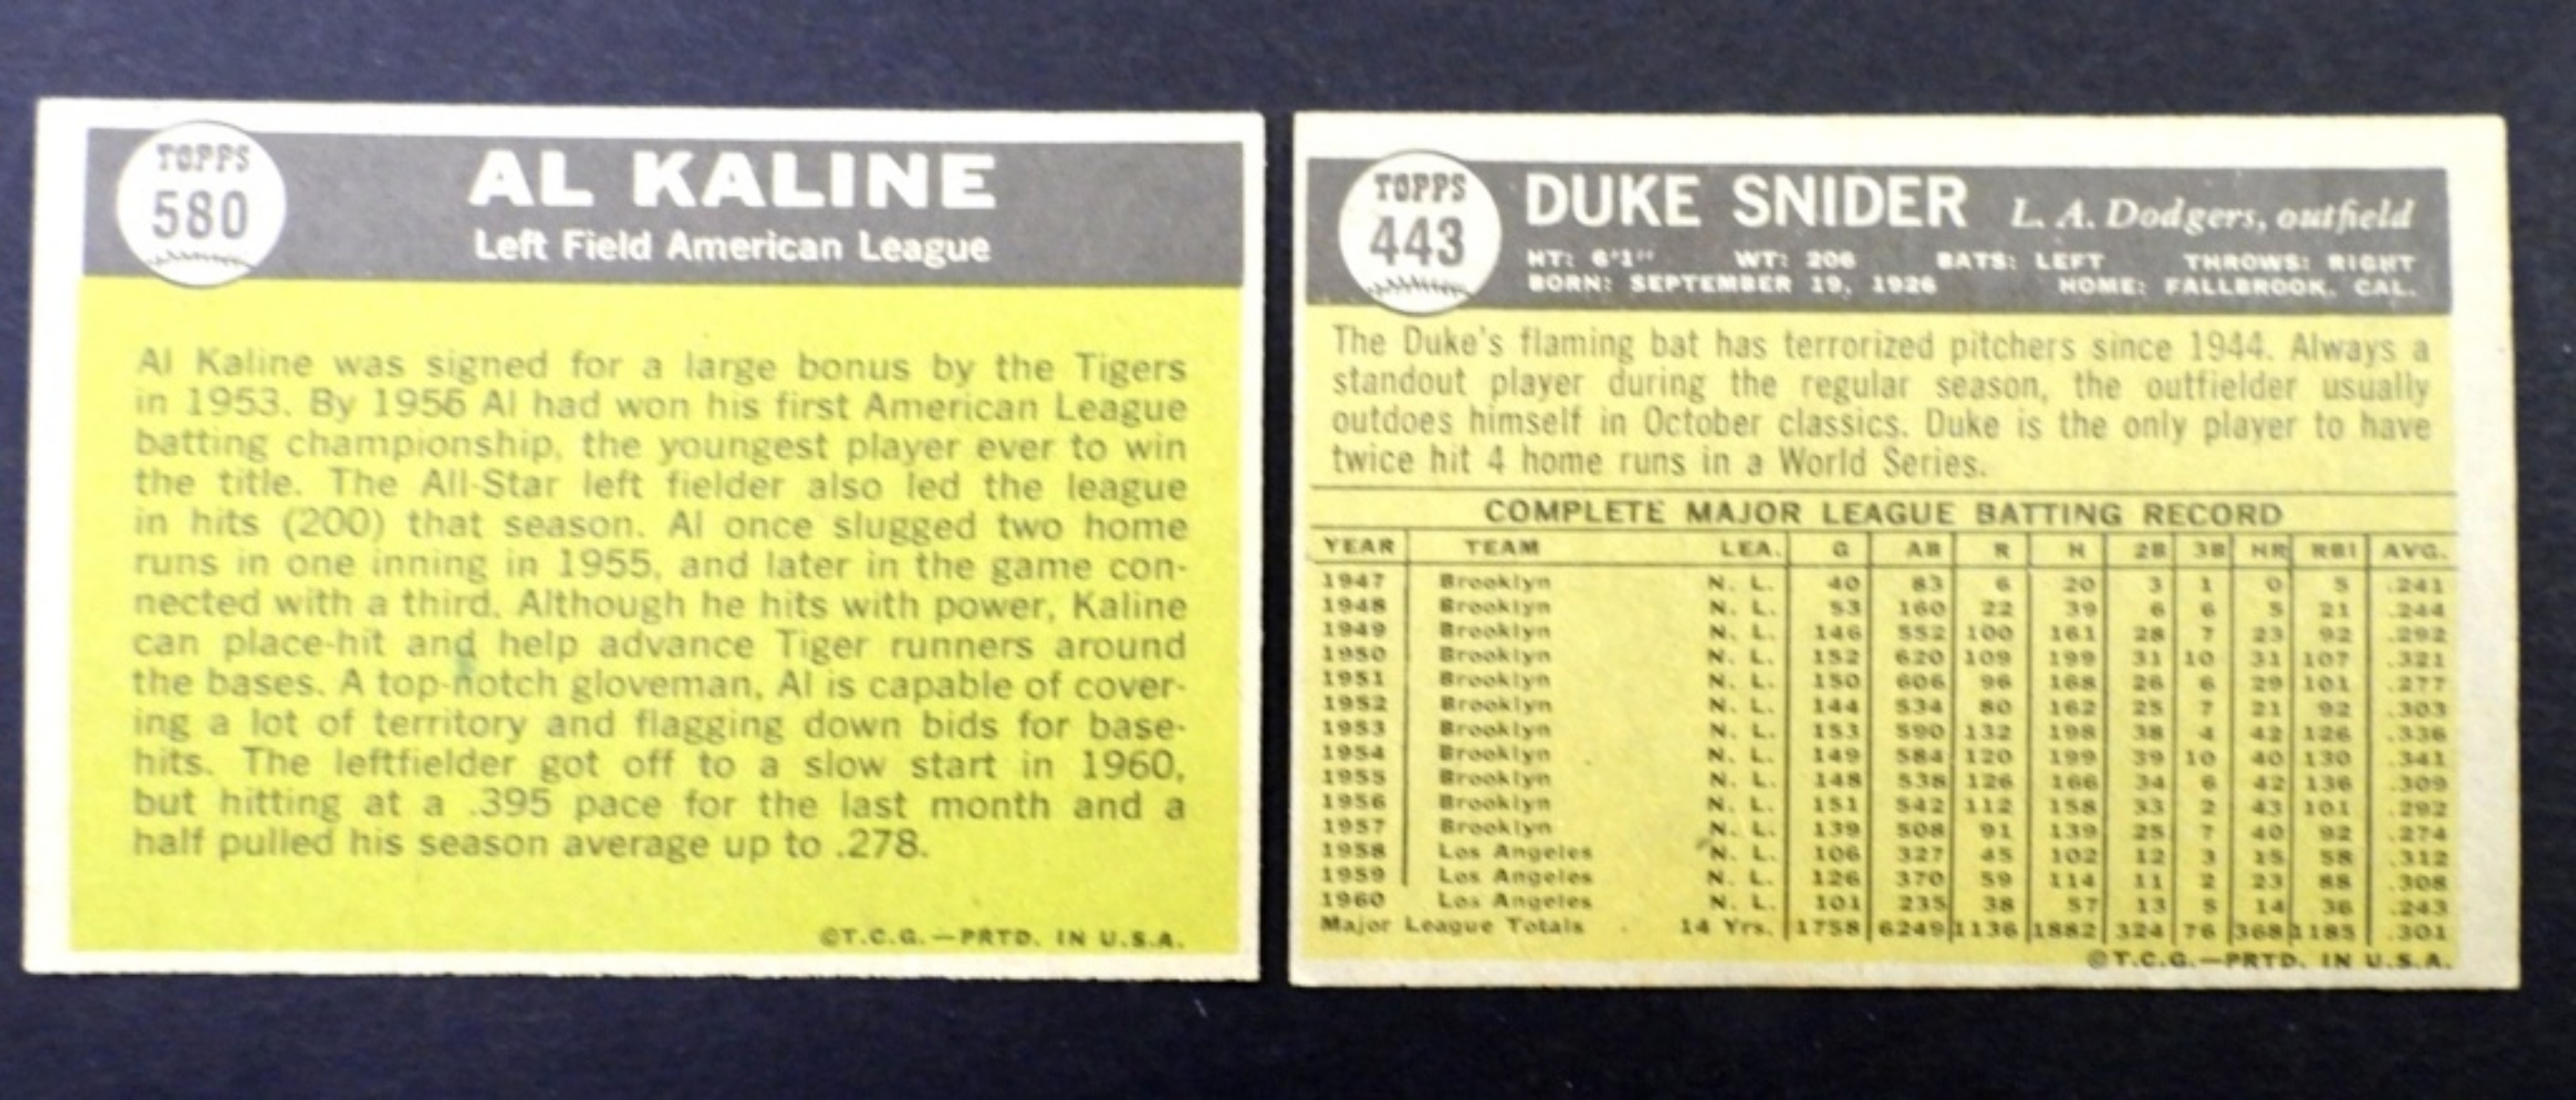 TOPPS
580
AL KALINE
Left Field American League
Al Kaline was signed for a large bonus by the Tigers
in 1953. By 1956 Al had won his first American League
batting championship, the youngest player ever to win
the title. The All-Star left fielder also led the league
in hits (200) that season. Al once slugged two home
runs in one inning in 1955, and later in the game con-
nected with a third. Although he hits with power, Kaline
can place-hit and help advance Tiger runners around
the bases. A top-notch gloveman, Al is capable of cover-
ing a lot of territory and flagging down bids for base-
hits. The leftfielder got off to a slow start in 1960,
but hitting at a .395 pace for the last month and a
half pulled his season average up to .278.
©T.C.G.—PRTD. IN U.S.A.
TOPPS
443
DUKE SNIDER L. A. Dodgers, outfield
HT: 6'1" WT: 206 BATS: LEFT THROWS: RIGHT
BORN: SEPTEMBER 19, 1926 HOME: FALLBROOK, CAL.
The Duke's flaming bat has terrorized pitchers since 1944. Always a
standout player during the regular season, the outfielder usually
outdoes himself in October classics. Duke is the only player to have
twice hit 4 home runs in a World Series.
COMPLETE MAJOR LEAGUE BATTING RECORD
YEAR TEAM LEA. G AB R H 2B 3B HR RBI AVG.
1947 Brooklyn N. L. 40 83 6 20 3 1 0 5 .241
1948 Brooklyn N. L. 53 160 22 39 6 6 5 21 .244
1949 Brooklyn N. L. 146 552 100 161 28 7 23 92 .292
1950 Brooklyn N. L. 152 620 109 199 31 10 31 107 .321
1951 Brooklyn N. L. 150 606 96 168 26 6 29 101 .277
1952 Brooklyn N. L. 144 534 80 162 25 7 21 92 .303
1953 Brooklyn N. L. 153 590 132 198 38 4 42 126 .336
1954 Brooklyn N. L. 149 584 120 199 39 10 40 130 .341
1955 Brooklyn N. L. 148 538 126 166 34 6 42 136 .309
1956 Brooklyn N. L. 151 542 112 158 33 2 43 101 .292
1957 Brooklyn N. L. 139 508 91 139 25 7 40 92 .274
1958 Los Angeles N. L. 106 327 45 102 12 3 15 58 .312
1959 Los Angeles N. L. 126 370 59 114 11 2 23 88 .308
1960 Los Angeles N. L. 101 235 38 57 13 5 14 36 .243
Major League Totals 14 Yrs. 1758 6249 1136 1882 324 76 368 1185 .301
©T.C.G.—PRTD. IN U.S.A.